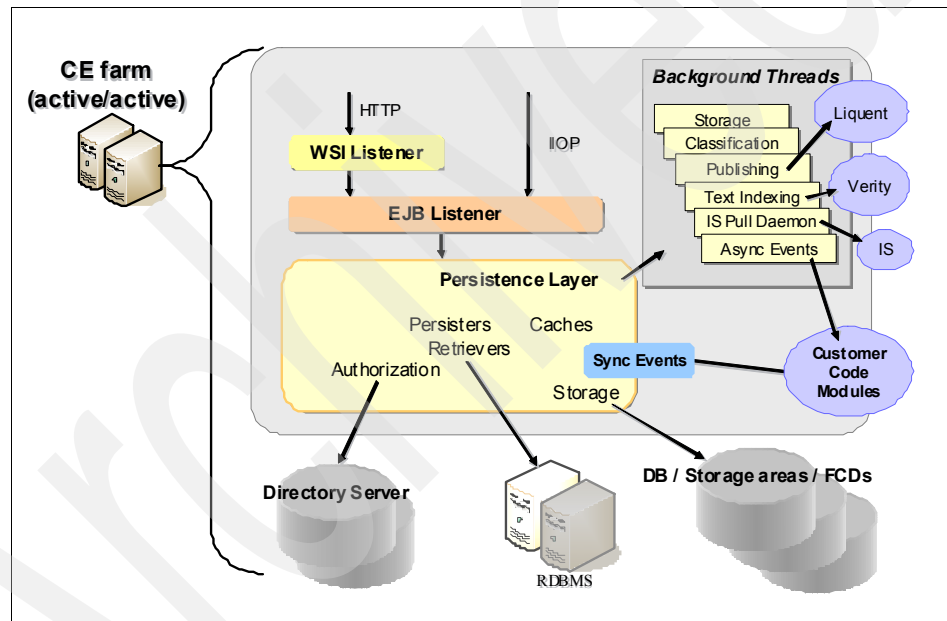 CE farm
(active/active)
HTTP
IIOP
WSI Listener
EJB Listener
Persistence Layer
Persisters
Retrievers
Caches
Authorization
Storage
Sync Events
Background Threads
Storage
Classification
Publishing
Text Indexing
IS Pull Daemon
Async Events
Liquent
Verity
IS
Customer
Code
Modules
Directory Server
RDBMS
DB / Storage areas / FCDs